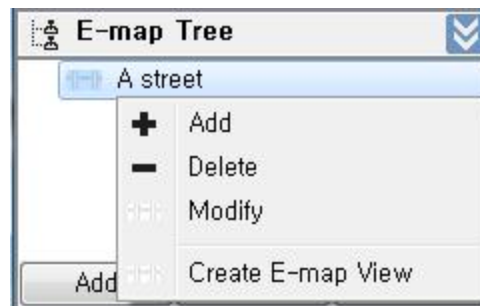 E-map Tree
A street
Add
Delete
Modify
Create E-map View
Add